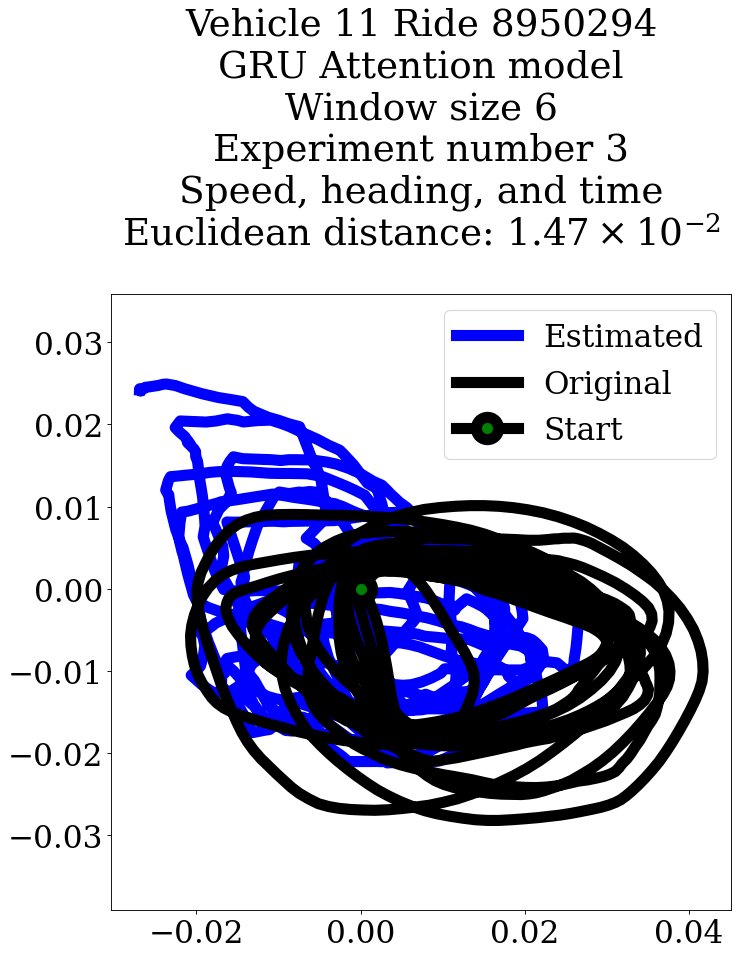 Vehicle 11 Ride 8950294
GRU Attention model
Window size 6
Experiment number 3
Speed, heading, and time
Euclidean distance: 1.47 × 10⁻²
Estimated
Original
Start
0.03
0.02
0.01
0.00
−0.01
−0.02
−0.03
−0.02 0.00 0.02 0.04